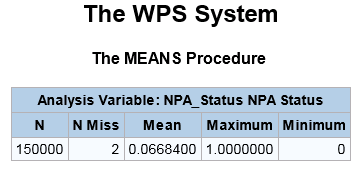 The WPS System
The MEANS Procedure
Analysis Variable: NPA_Status NPA Status
N N Miss Mean Maximum Minimum
150000 2 0.0668400 1.0000000 0